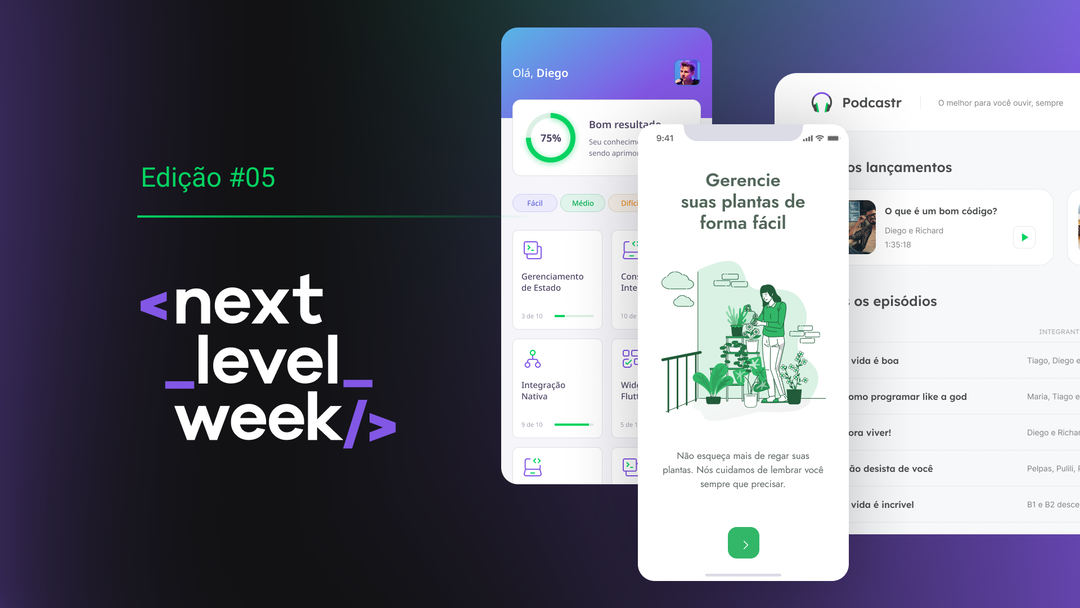 Edição #05
<next
_level_
week/>
Olá, Diego
75%
Bom resultado
Seu conhecime
sendo aprimo
Fácil
Médio
Difíci
Gerenciamento
de Estado
3 de 10
Cons
Inte
10 de
Integração
Nativa
9 de 10
Widg
Flutt
5 de 1
9:41
Gerencie
suas plantas de
forma fácil
Não esqueça mais de regar suas
plantas. Nós cuidamos de lembrar você
sempre que precisar.
Podcastr
O melhor para você ouvir, sempre
os lançamentos
O que é um bom código?
Diego e Richard
1:35:18
s os episódios
INTEGRANT
vida é boa
Tiago, Diego e
omo programar like a god
Maria, Tiago e
ora viver!
Diego e Richar
ão desista de você
Pelpas, Pulili, P
vida é incrível
B1 e B2 desce